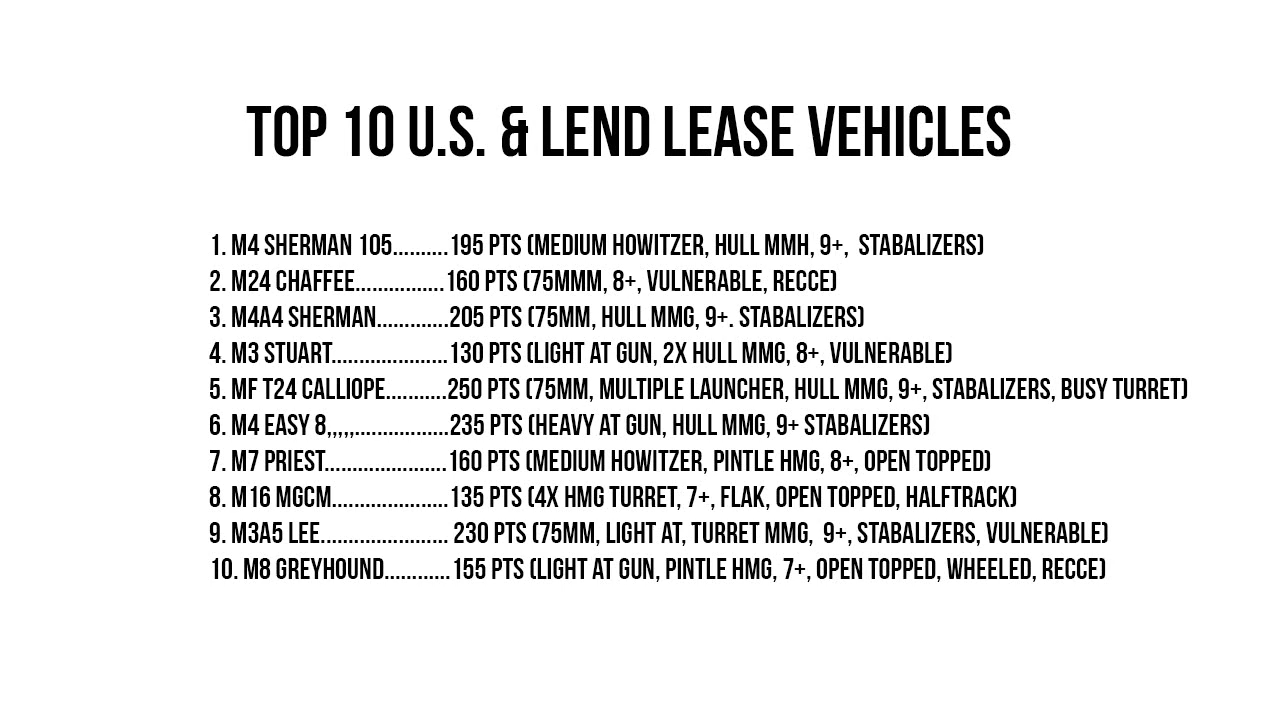 TOP 10 U.S. & LEND LEASE VEHICLES
1. M4 SHERMAN 105..........195 PTS (MEDIUM HOWITZER, HULL MMH, 9+,  STABALIZERS)
2. M24 CHAFFEE................160 PTS (75MMM, 8+, VULNERABLE, RECCE)
3. M4A4 SHERMAN.............205 PTS (75MM, HULL MMG, 9+. STABALIZERS)
4. M3 STUART.....................130 PTS (LIGHT AT GUN, 2X HULL MMG, 8+, VULNERABLE)
5. MF T24 CALLIOPE...........250 PTS (75MM, MULTIPLE LAUNCHER, HULL MMG, 9+, STABALIZERS, BUSY TURRET)
6. M4 EASY 8,,,,,.................235 PTS (HEAVY AT GUN, HULL MMG, 9+ STABALIZERS)
7. M7 PRIEST......................160 PTS (MEDIUM HOWITZER, PINTLE HMG, 8+, OPEN TOPPED)
8. M16 MGCM.....................135 PTS (4X HMG TURRET, 7+, FLAK, OPEN TOPPED, HALFTRACK)
9. M3A5 LEE....................... 230 PTS (75MM, LIGHT AT, TURRET MMG,  9+, STABALIZERS, VULNERABLE)
10. M8 GREYHOUND............155 PTS (LIGHT AT GUN, PINTLE HMG, 7+, OPEN TOPPED, WHEELED, RECCE)